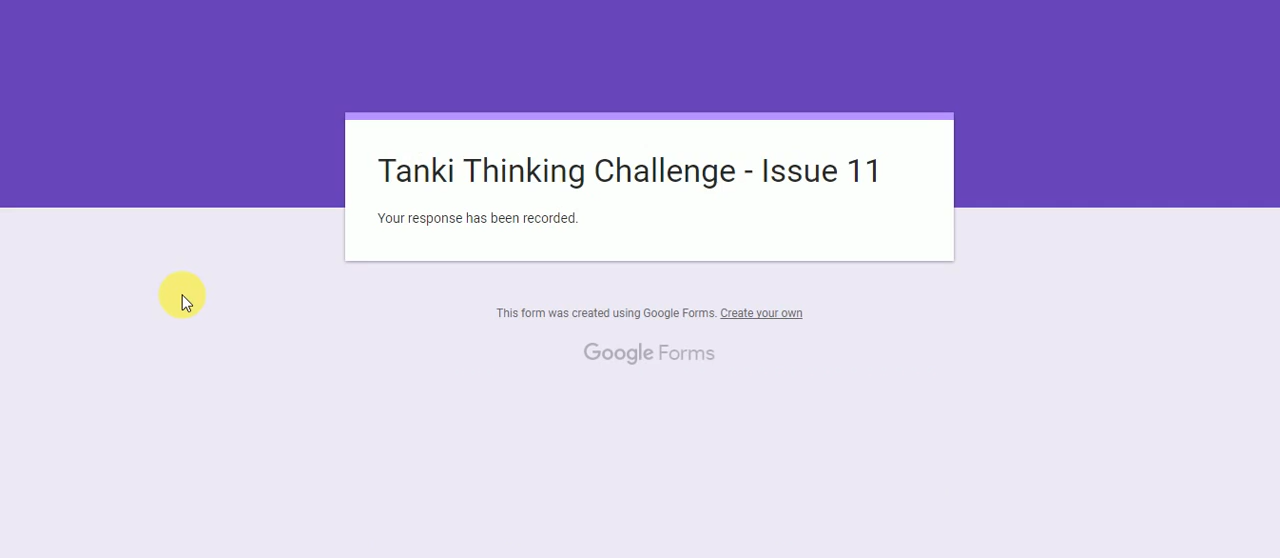 Tanki Thinking Challenge - Issue 11
Your response has been recorded.
This form was created using Google Forms. Create your own
Google Forms